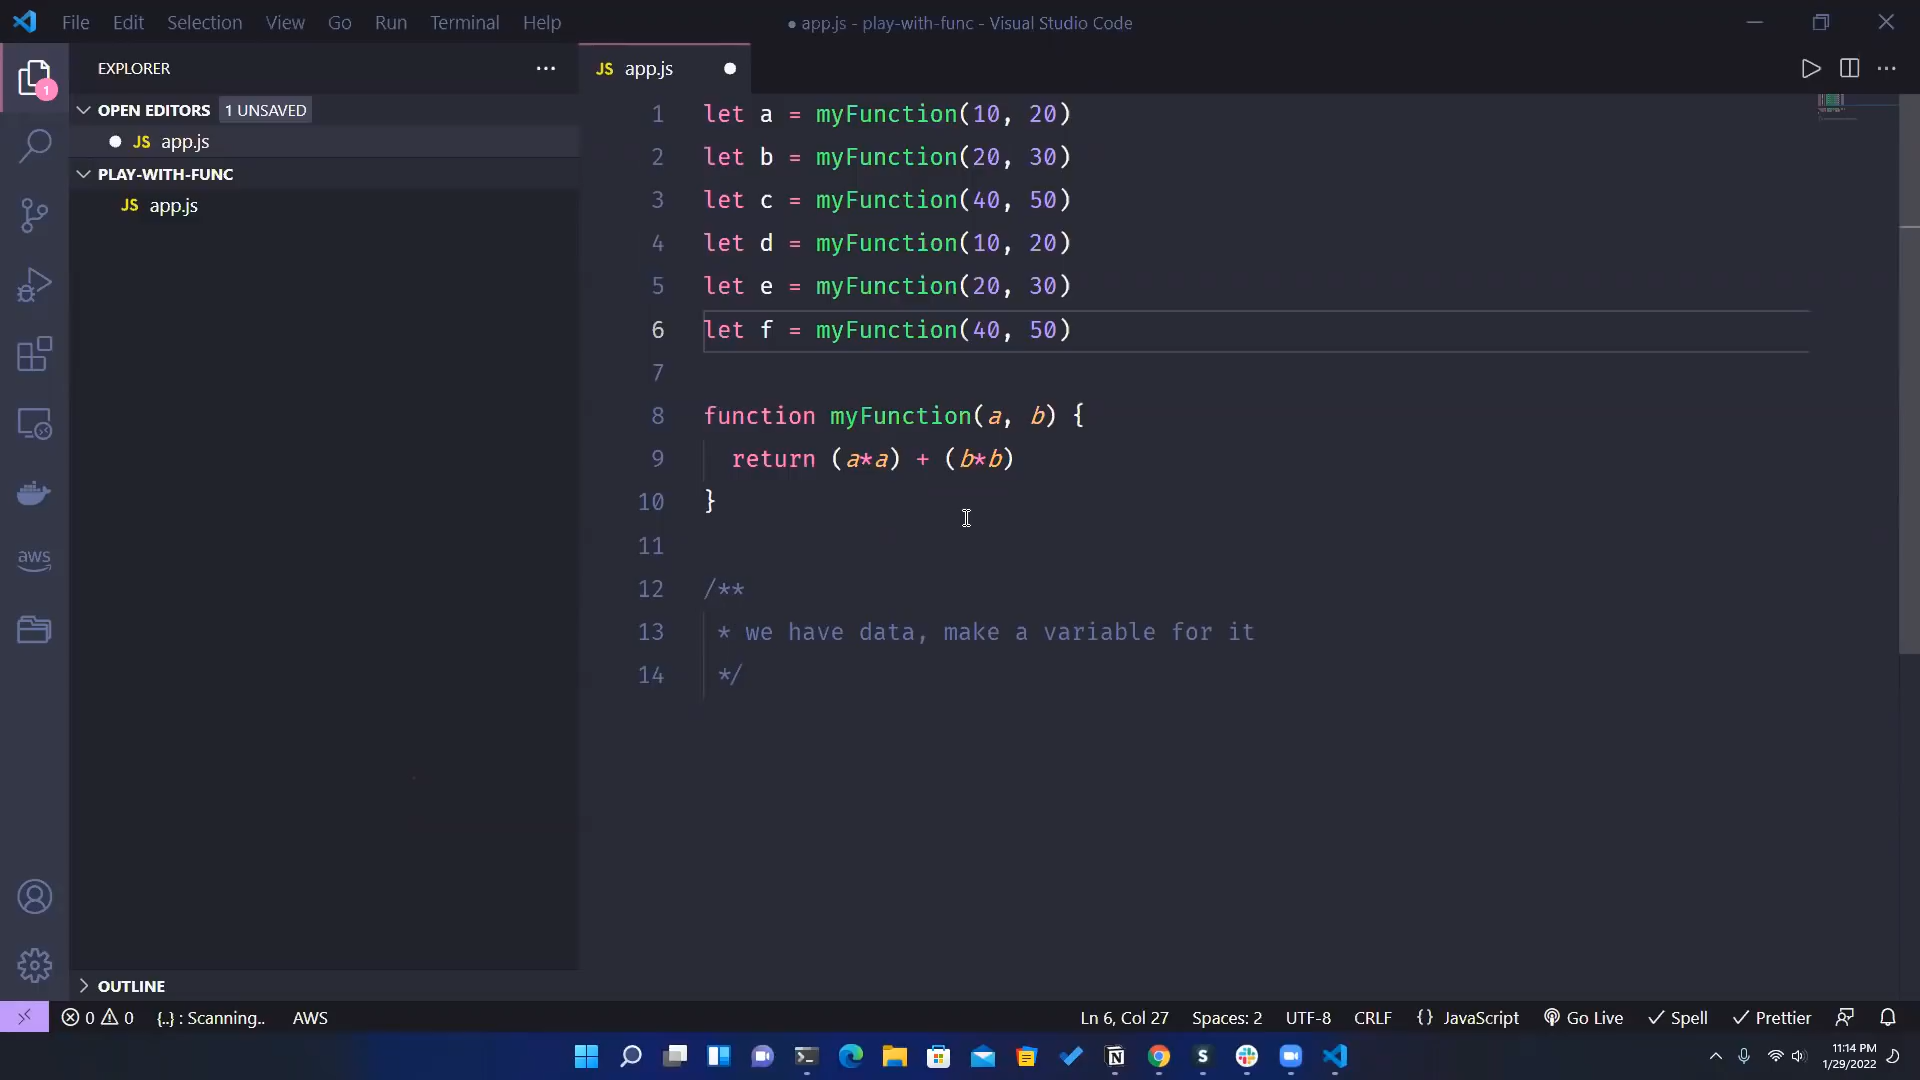 File Edit Selection View Go Run Terminal Help
● app.js - play-with-func - Visual Studio Code
EXPLORER
1
OPEN EDITORS 1 UNSAVED
JS app.js
PLAY-WITH-FUNC
JS app.js
aws
OUTLINE
JS app.js
1 let a = myFunction(10, 20)
2 let b = myFunction(20, 30)
3 let c = myFunction(40, 50)
4 let d = myFunction(10, 20)
5 let e = myFunction(20, 30)
6 let f = myFunction(40, 50)
7
8 function myFunction(a, b) {
9 return (a*a) + (b*b)
10 }
11
12 /**
13 * we have data, make a variable for it
14 */
0 0 {..} : Scanning.. AWS
Ln 6, Col 27 Spaces: 2 UTF-8 CRLF {} JavaScript Go Live Spell Prettier
N S
11:14 PM
1/29/2022